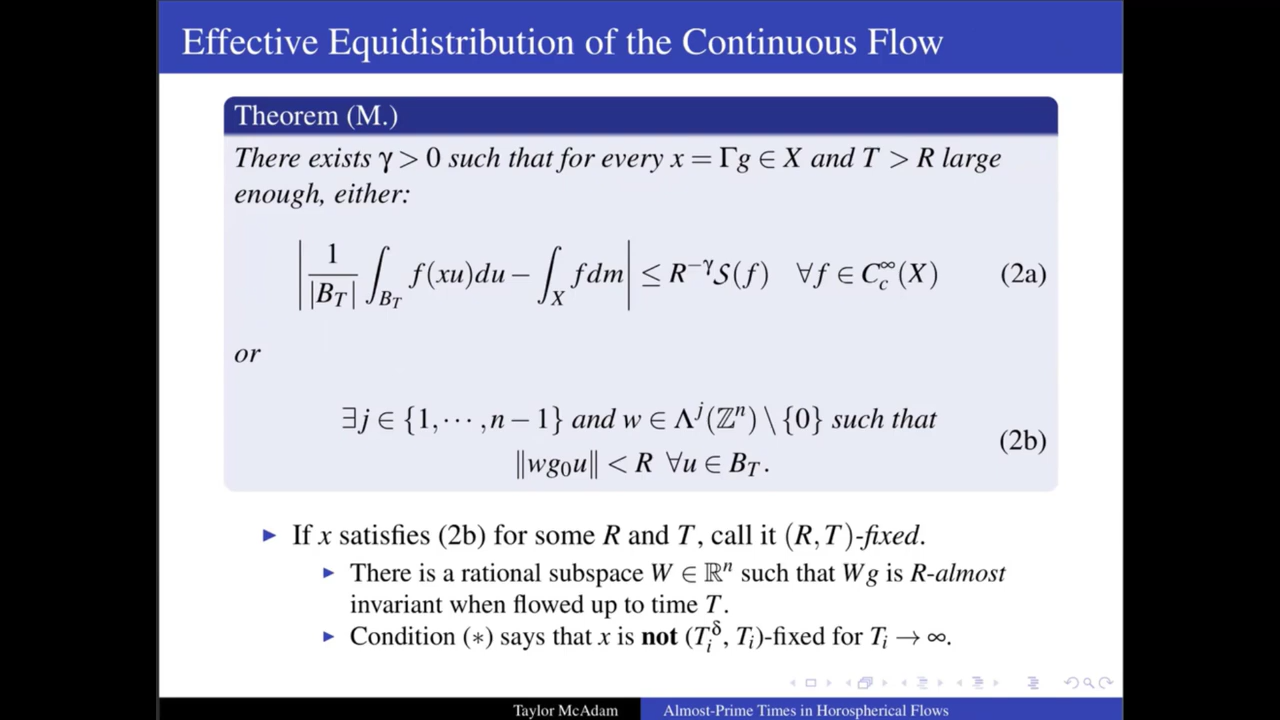 Effective Equidistribution of the Continuous Flow
Theorem (M.)
There exists γ > 0 such that for every x = Γg ∈ X and T > R large
enough, either:
| 1/|B_T| ∫_{B_T} f(xu)du − ∫_X f dm | ≤ R^{−γ} 𝒮(f) ∀f ∈ C_c^∞(X) (2a)
or
∃j ∈ {1,⋯,n−1} and w ∈ Λ^j(ℤ^n) \ {0} such that
‖wg₀u‖ < R ∀u ∈ B_T. (2b)
▶ If x satisfies (2b) for some R and T, call it (R,T)-fixed.
▶ There is a rational subspace W ∈ ℝ^n such that Wg is R-almost
invariant when flowed up to time T.
▶ Condition (∗) says that x is not (T_i^δ, T_i)-fixed for T_i → ∞.
Taylor McAdam Almost-Prime Times in Horospherical Flows